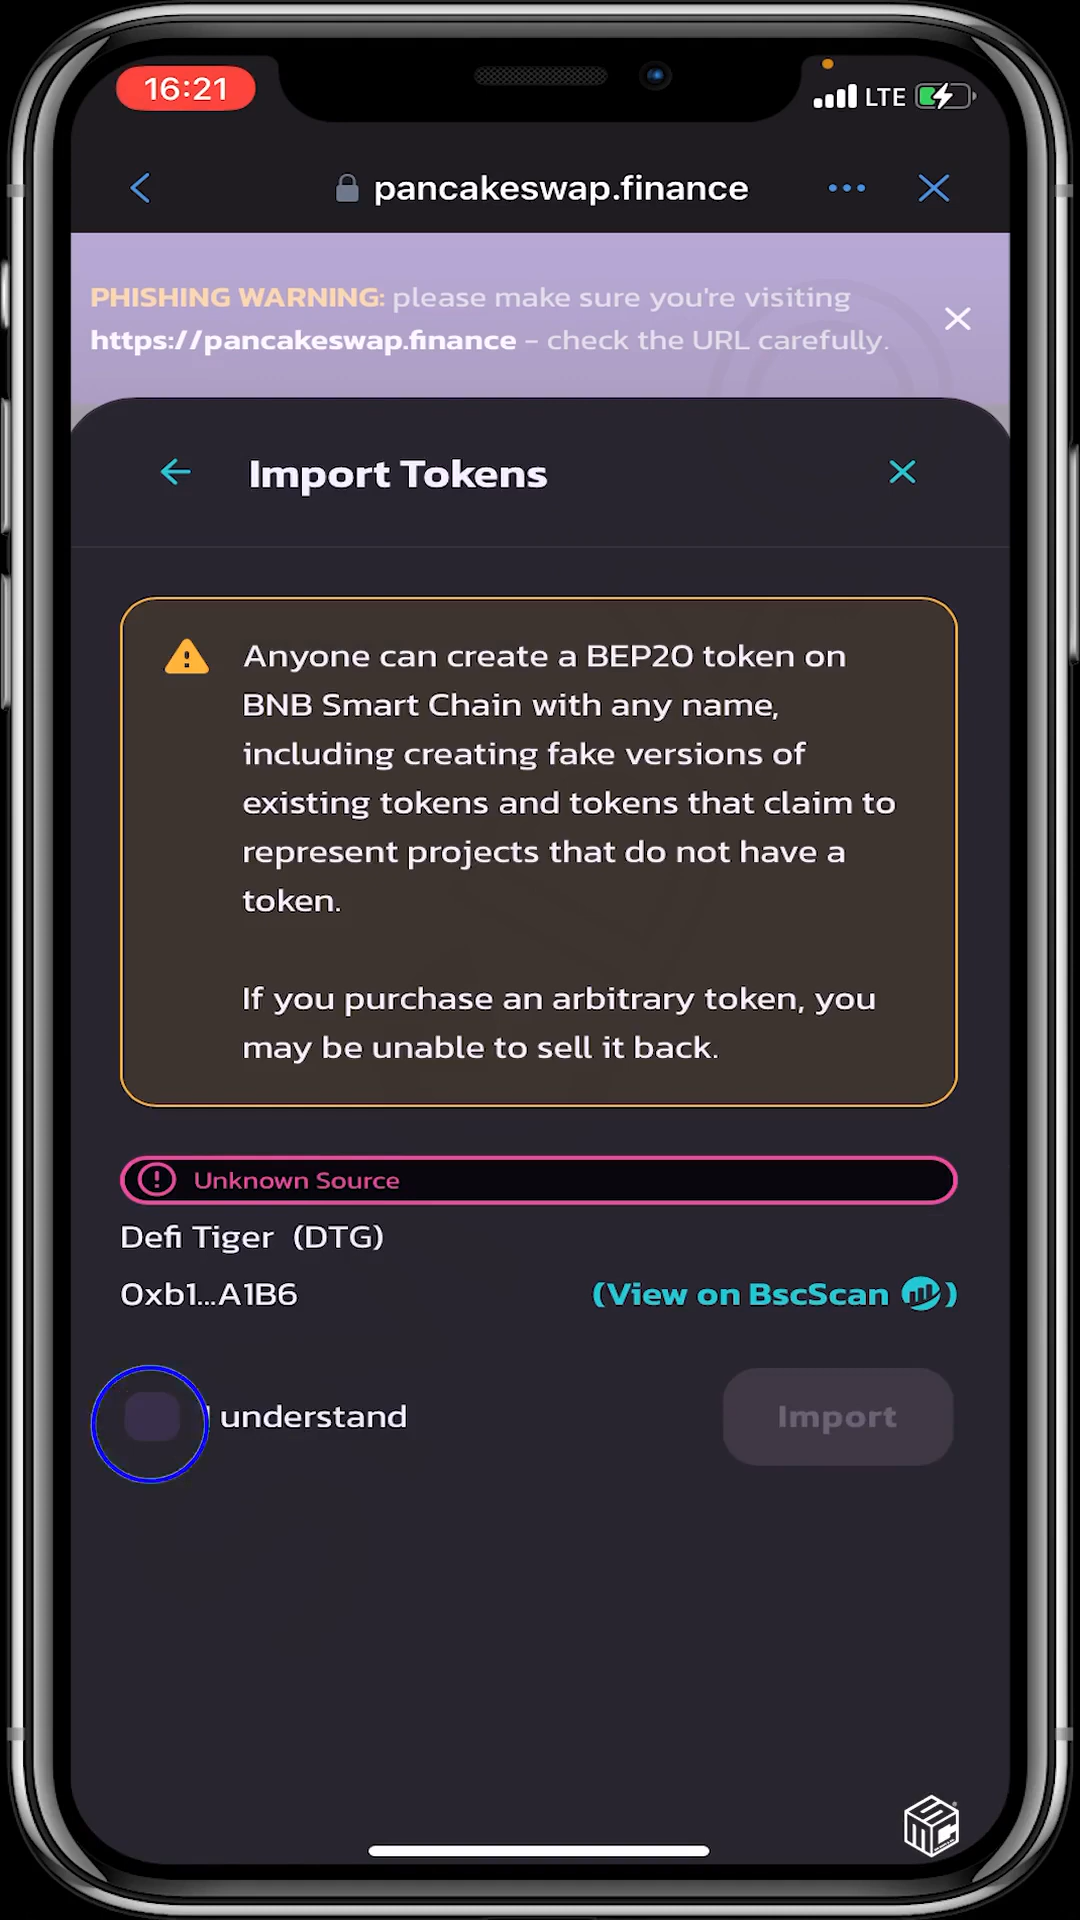 16:21
LTE
pancakeswap.finance
PHISHING WARNING: please make sure you're visiting
https://pancakeswap.finance - check the URL carefully.
Import Tokens
Anyone can create a BEP20 token on
BNB Smart Chain with any name,
including creating fake versions of
existing tokens and tokens that claim to
represent projects that do not have a
token.
If you purchase an arbitrary token, you
may be unable to sell it back.
Unknown Source
Defi Tiger (DTG)
0xb1...A1B6
(View on BscScan)
I understand
Import